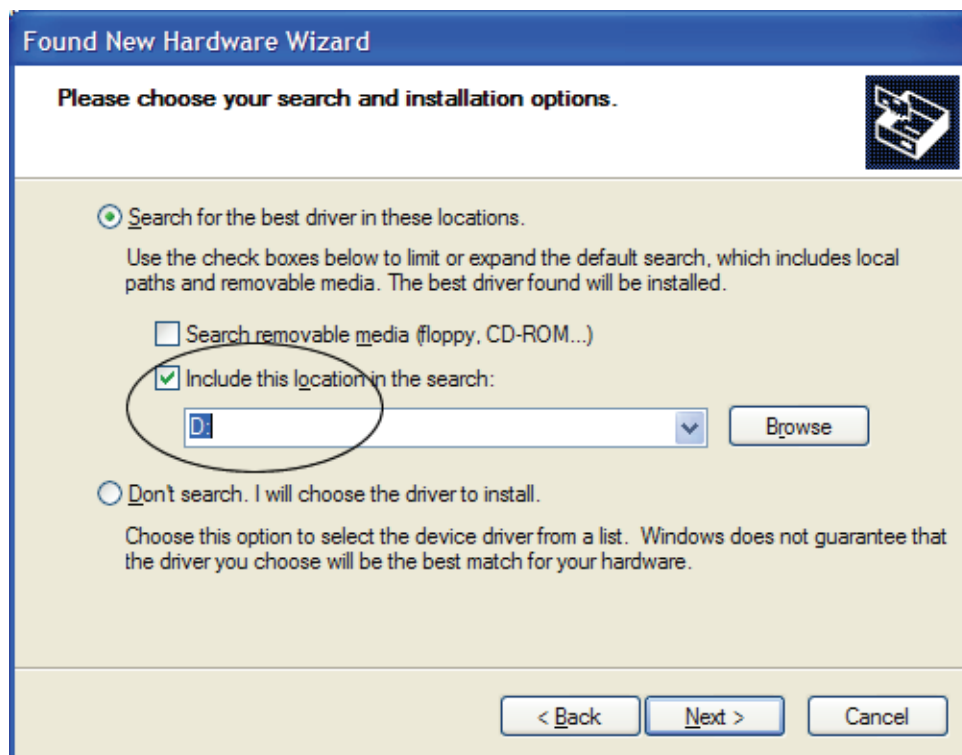 Found New Hardware Wizard
Please choose your search and installation options.
Search for the best driver in these locations.
Use the check boxes below to limit or expand the default search, which includes local
paths and removable media. The best driver found will be installed.
Search removable media (floppy, CD-ROM...)
Include this location in the search:
D:
Browse
Don't search. I will choose the driver to install.
Choose this option to select the device driver from a list. Windows does not guarantee that
the driver you choose will be the best match for your hardware.
< Back Next > Cancel